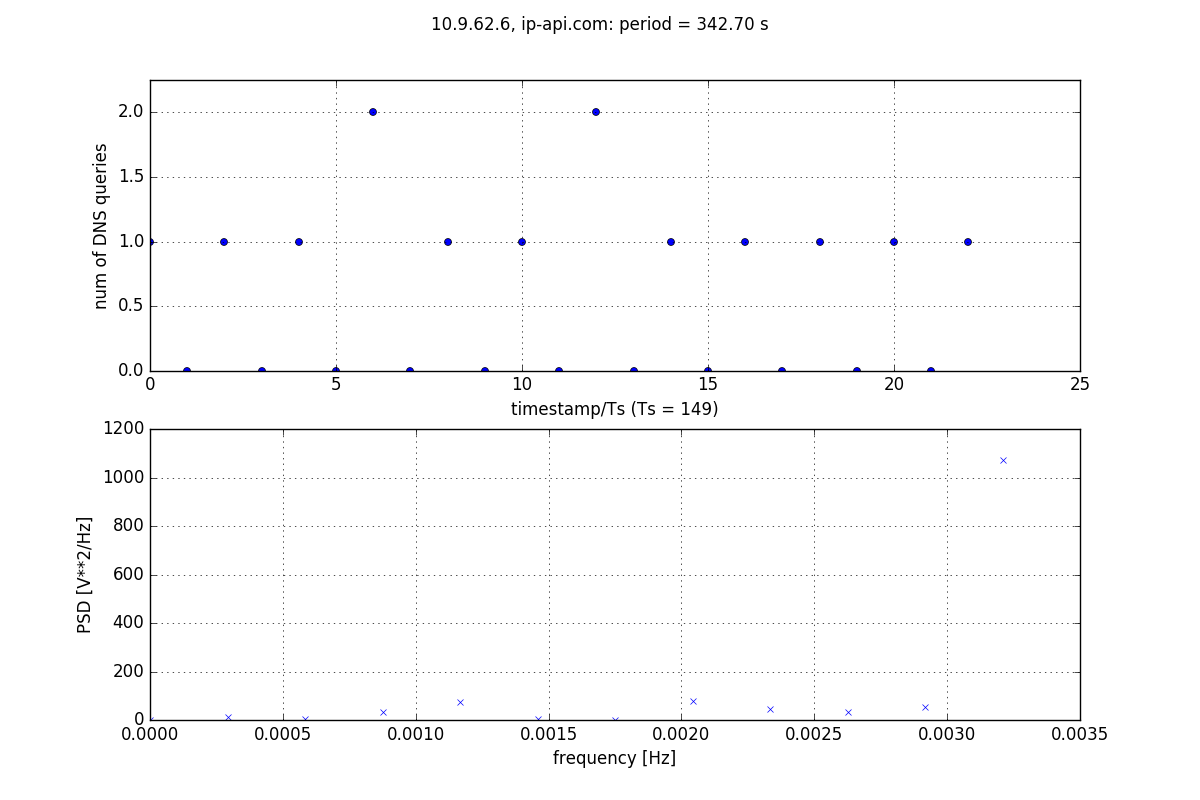 10.9.62.6, ip-api.com: period = 342.70 s
2.0
1.5
1.0
0.5
0.0
num of DNS queries
0 5 10 15 20 25
timestamp/Ts (Ts = 149)
1200
1000
800
600
400
200
0
PSD [V**2/Hz]
0.0000 0.0005 0.0010 0.0015 0.0020 0.0025 0.0030 0.0035
frequency [Hz]